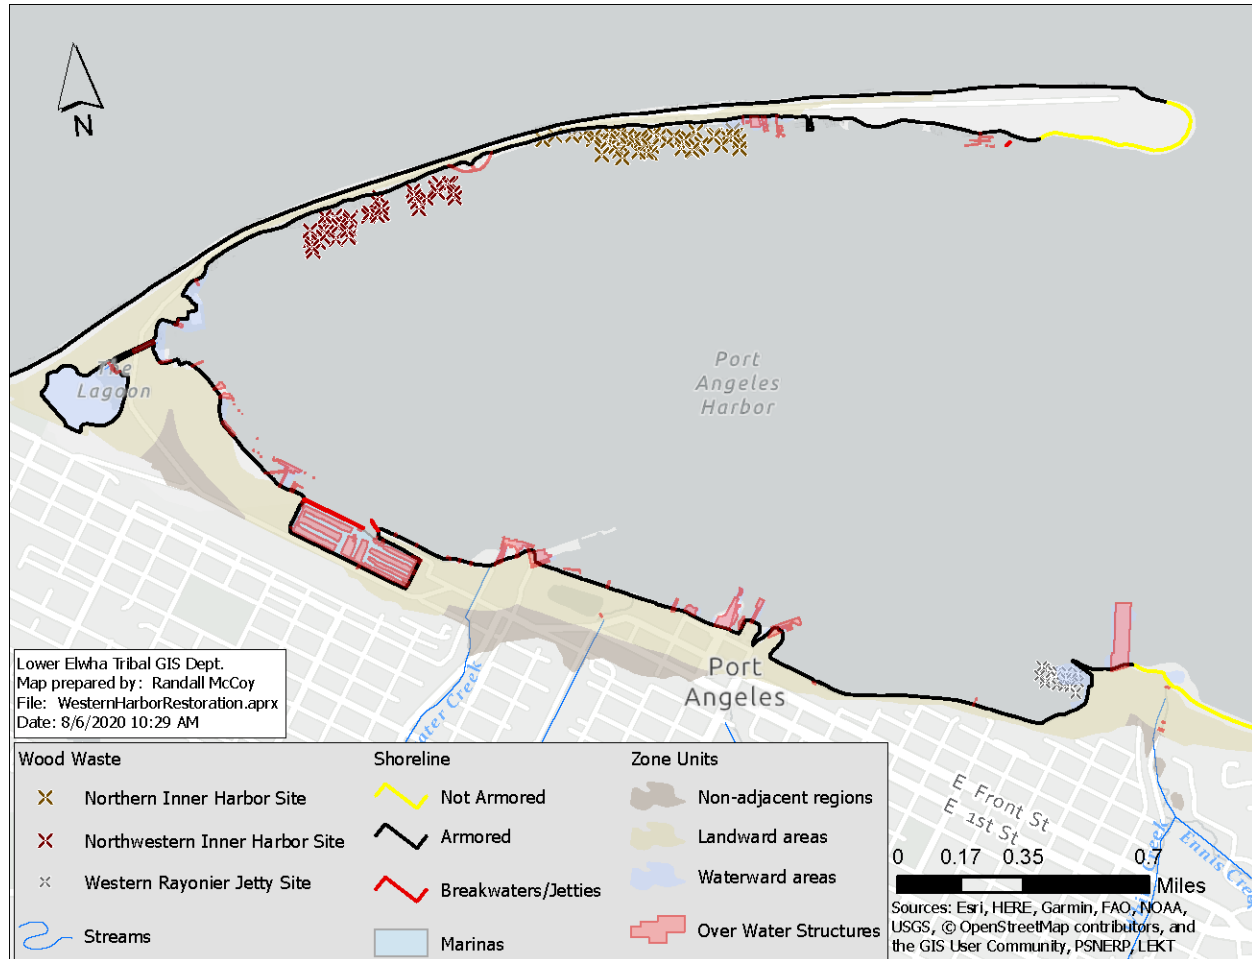 N
The
Lagoon
Port
Angeles
Harbor
Port
Angeles
E Front St
E 1st St
Ennis Creek
Lower Elwha Tribal GIS Dept.
Map prepared by: Randall McCoy
File: WesternHarborRestoration.aprx
Date: 8/6/2020 10:29 AM
Wood Waste
Northern Inner Harbor Site
Northwestern Inner Harbor Site
Western Rayonier Jetty Site
Streams
Shoreline
Not Armored
Armored
Breakwaters/Jetties
Marinas
Zone Units
Non-adjacent regions
Landward areas
Waterward areas
Over Water Structures
0 0.17 0.35 0.7
Miles
Sources: Esri, HERE, Garmin, FAO, NOAA,
USGS, © OpenStreetMap contributors, and
the GIS User Community, PSNERP, LEKT